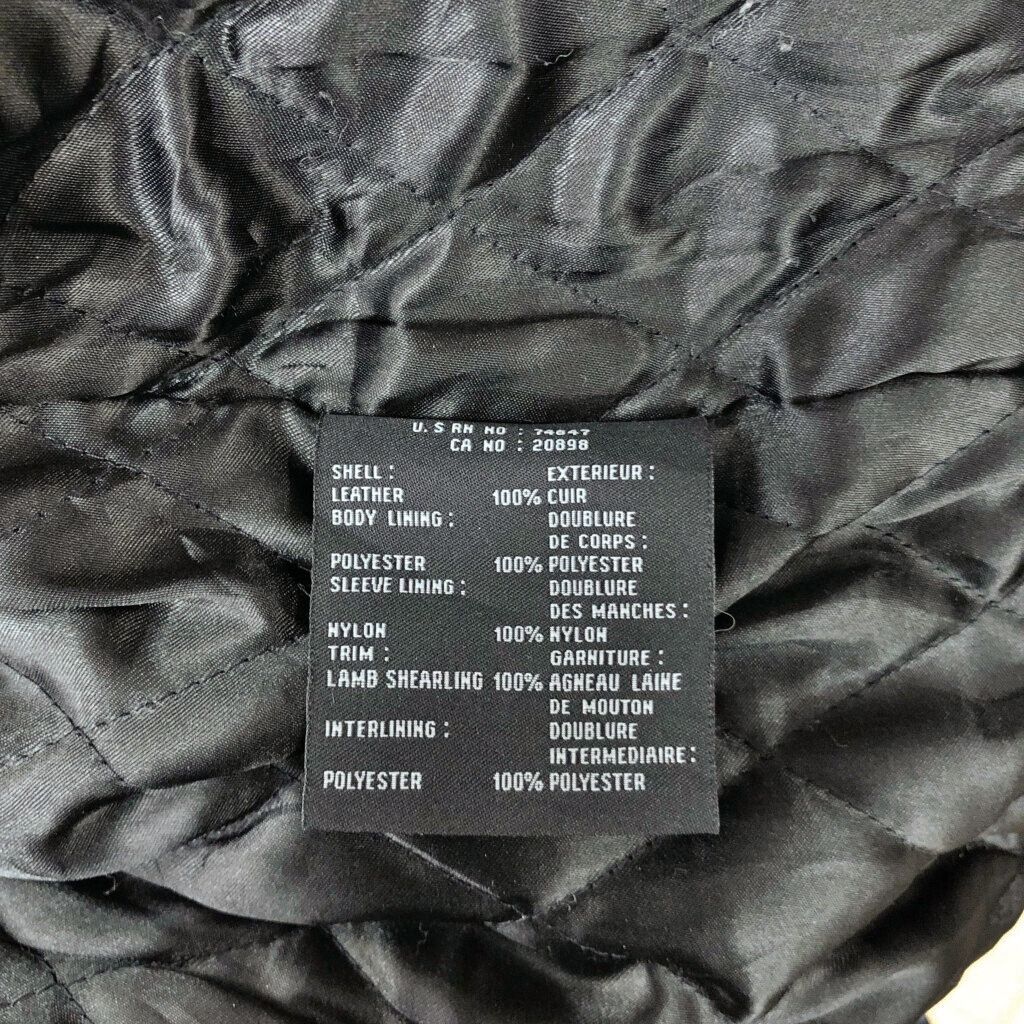 U.S RN NO : 74847
CA NO : 20898
SHELL : EXTERIEUR :
LEATHER 100% CUIR
BODY LINING : DOUBLURE
DE CORPS :
POLYESTER 100% POLYESTER
SLEEVE LINING : DOUBLURE
DES MANCHES :
NYLON 100% NYLON
TRIM : GARNITURE :
LAMB SHEARLING 100% AGNEAU LAINE
DE MOUTON
INTERLINING : DOUBLURE
INTERMEDIAIRE :
POLYESTER 100% POLYESTER